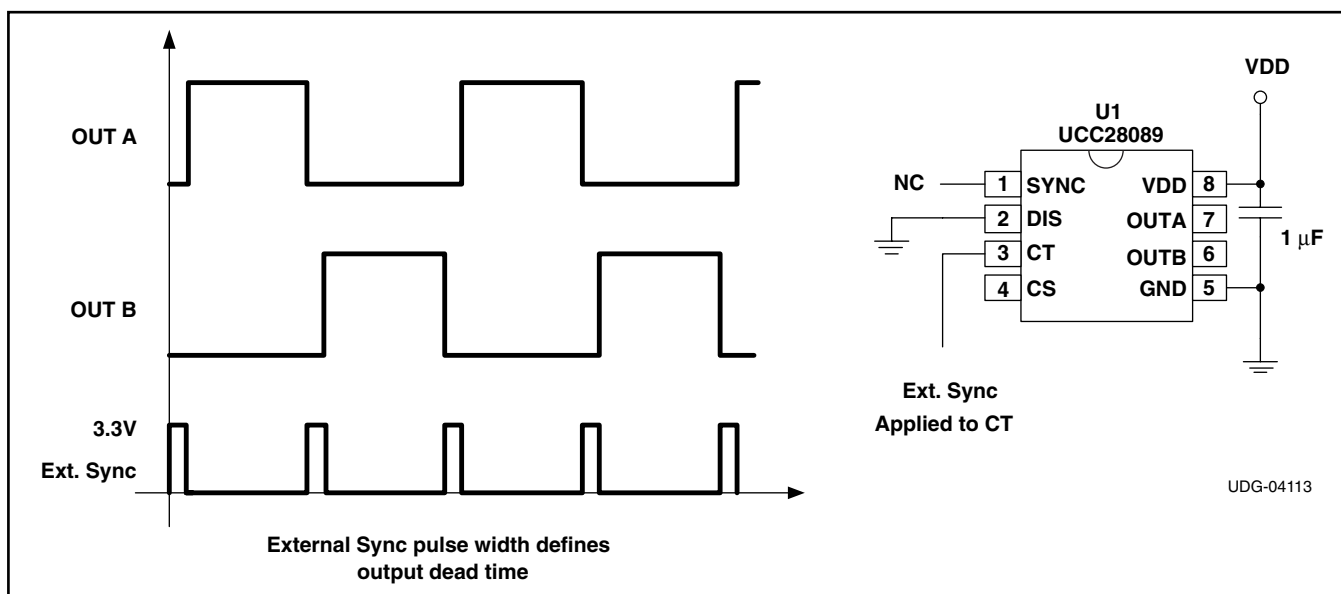 OUT A
OUT B
3.3V
Ext. Sync
External Sync pulse width defines
output dead time
VDD
U1
UCC28089
NC
1 SYNC VDD 8
2 DIS OUTA 7
3 CT OUTB 6
4 CS GND 5
1 μF
Ext. Sync
Applied to CT
UDG-04113